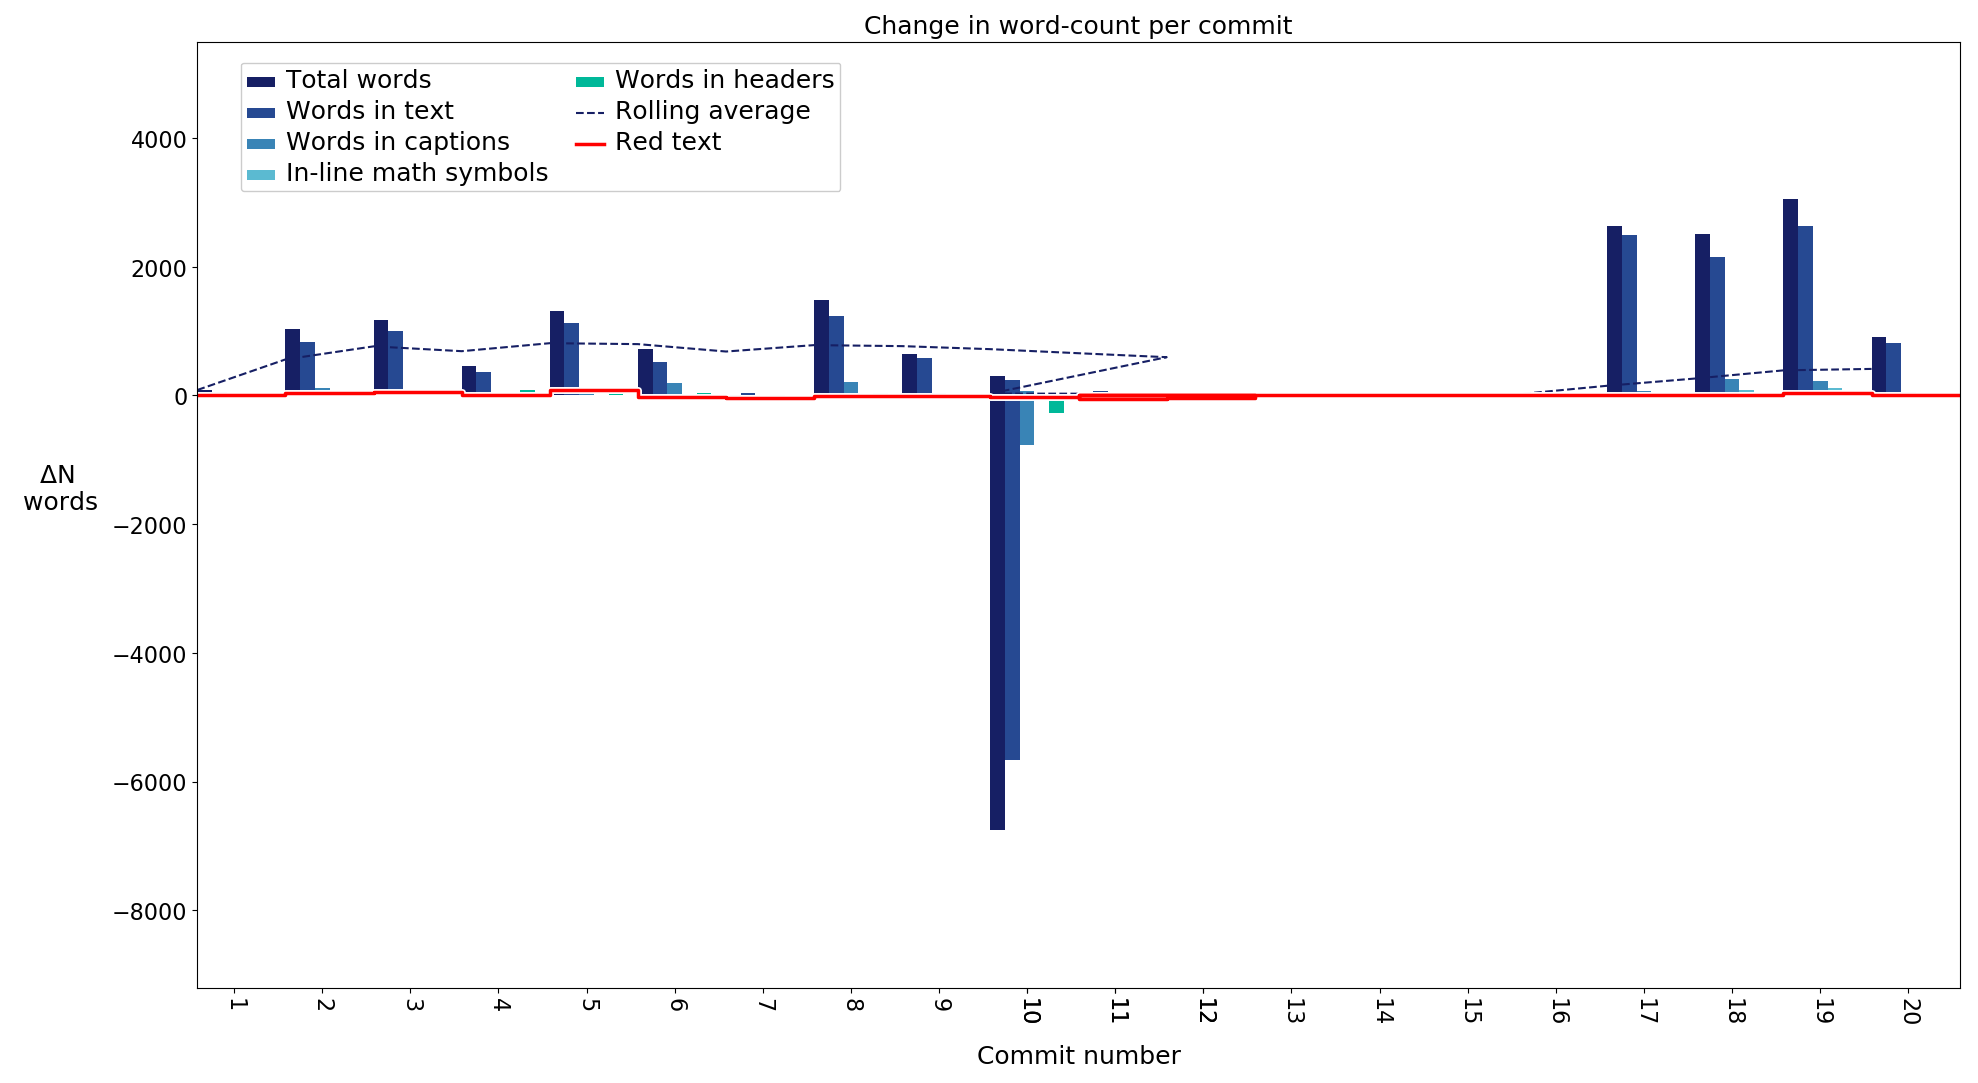 Change in word-count per commit
Total words
Words in text
Words in captions
In-line math symbols
Words in headers
Rolling average
Red text
4000
2000
0
−2000
−4000
−6000
−8000
ΔN
words
1 2 3 4 5 6 7 8 9 10 11 12 13 14 15 16 17 18 19 20
Commit number